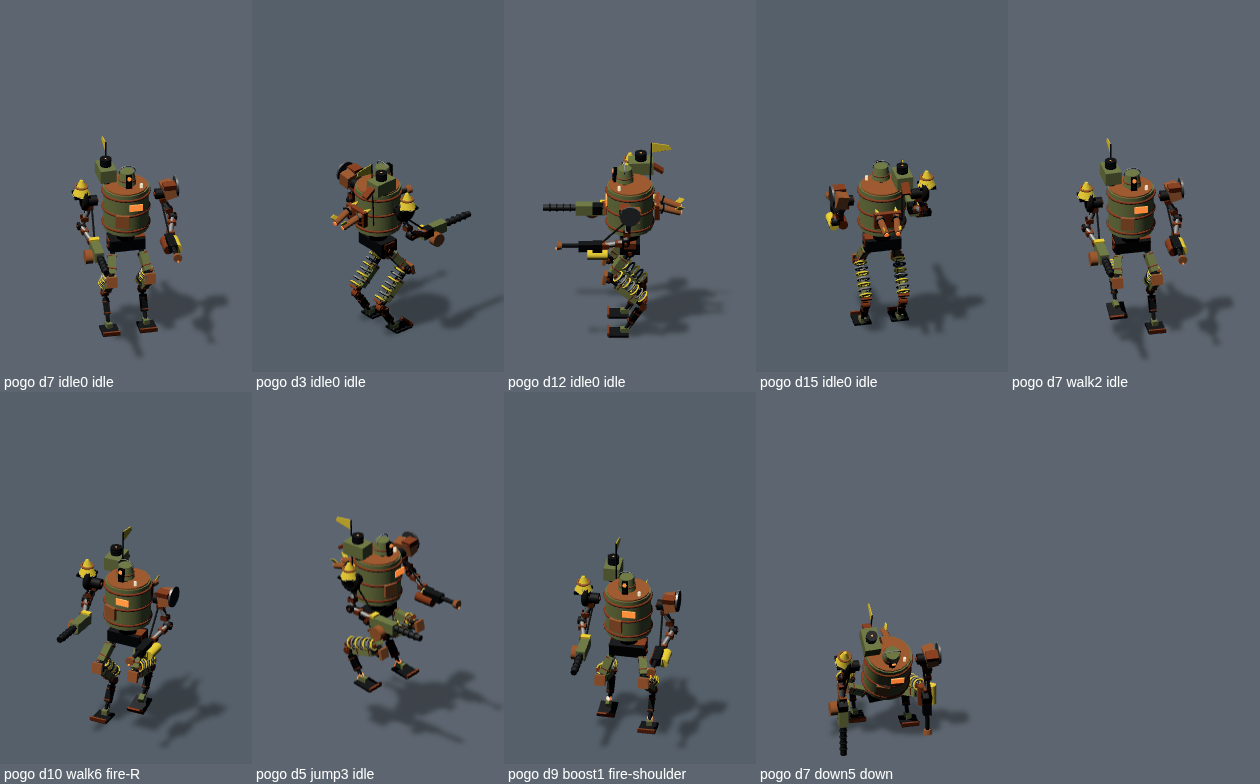 pogo d7 idle0 idle
pogo d3 idle0 idle
pogo d12 idle0 idle
pogo d15 idle0 idle
pogo d7 walk2 idle
pogo d10 walk6 fire-R
pogo d5 jump3 idle
pogo d9 boost1 fire-shoulder
pogo d7 down5 down